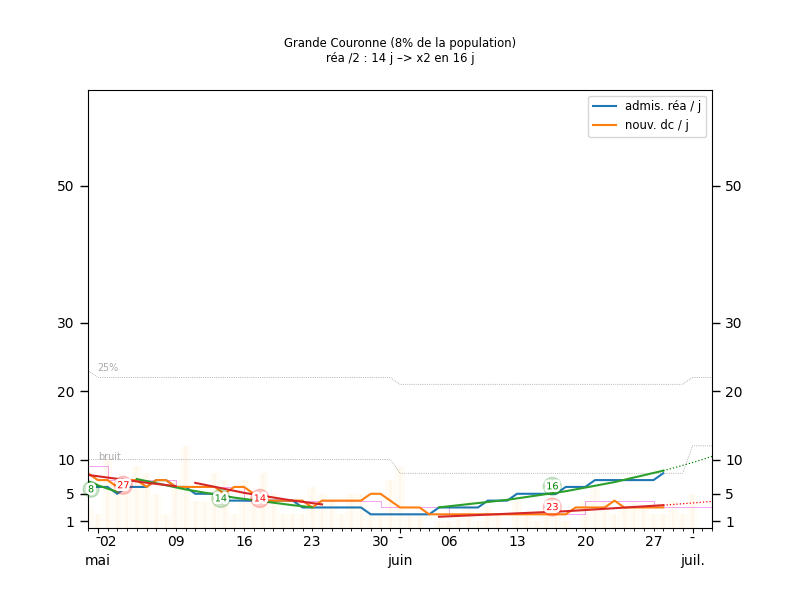 Grande Couronne (8% de la population)
réa /2 : 14 j –> x2 en 16 j
admis. réa / j
nouv. dc / j
50 50
30 30
25%
20 20
bruit
10 10
8 27 14 14 16 23
5 5
1 1
02 09 16 23 30 06 13 20 27
mai juin juil.